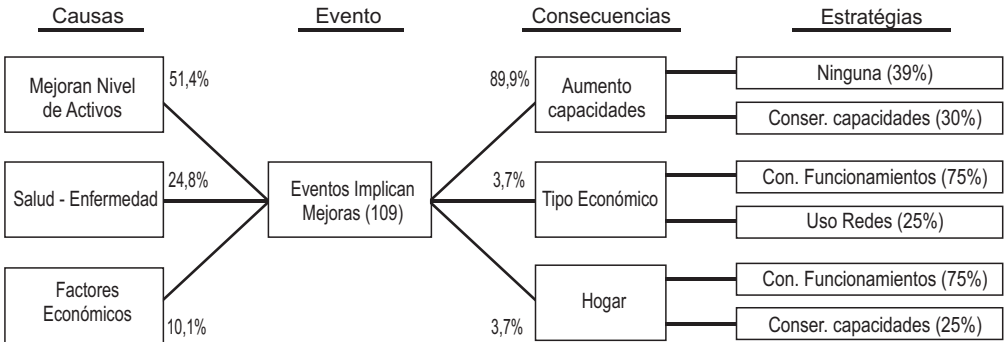 Causas
Evento
Consecuencias
Estratégias
Mejoran Nivel
de Activos
51,4%
89,9%
Aumento
capacidades
Ninguna (39%)
Conser. capacidades (30%)
Salud - Enfermedad
24,8%
Eventos Implican
Mejoras (109)
3,7%
Tipo Económico
Con. Funcionamientos (75%)
Uso Redes (25%)
Factores
Económicos
10,1%
3,7%
Hogar
Con. Funcionamientos (75%)
Conser. capacidades (25%)